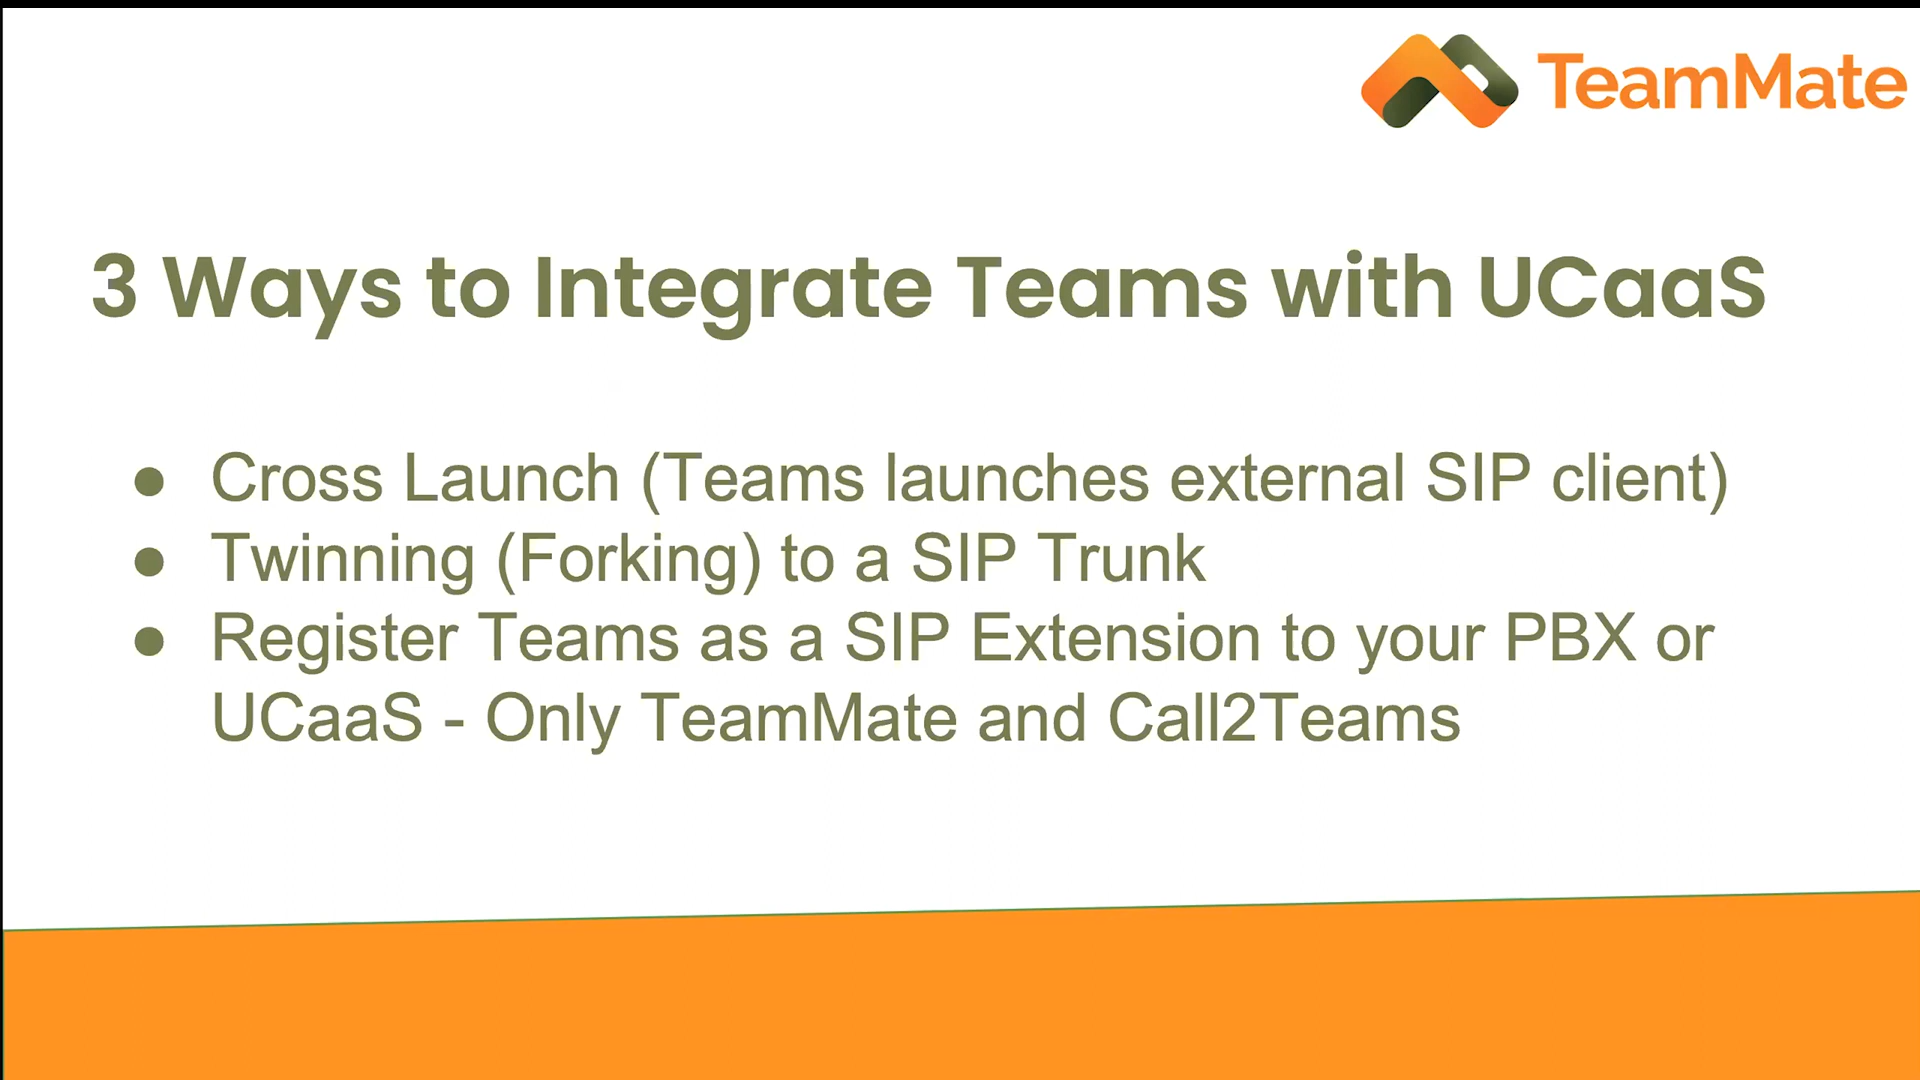 TeamMate
3 Ways to Integrate Teams with UCaaS
● Cross Launch (Teams launches external SIP client)
● Twinning (Forking) to a SIP Trunk
● Register Teams as a SIP Extension to your PBX or
UCaaS - Only TeamMate and Call2Teams